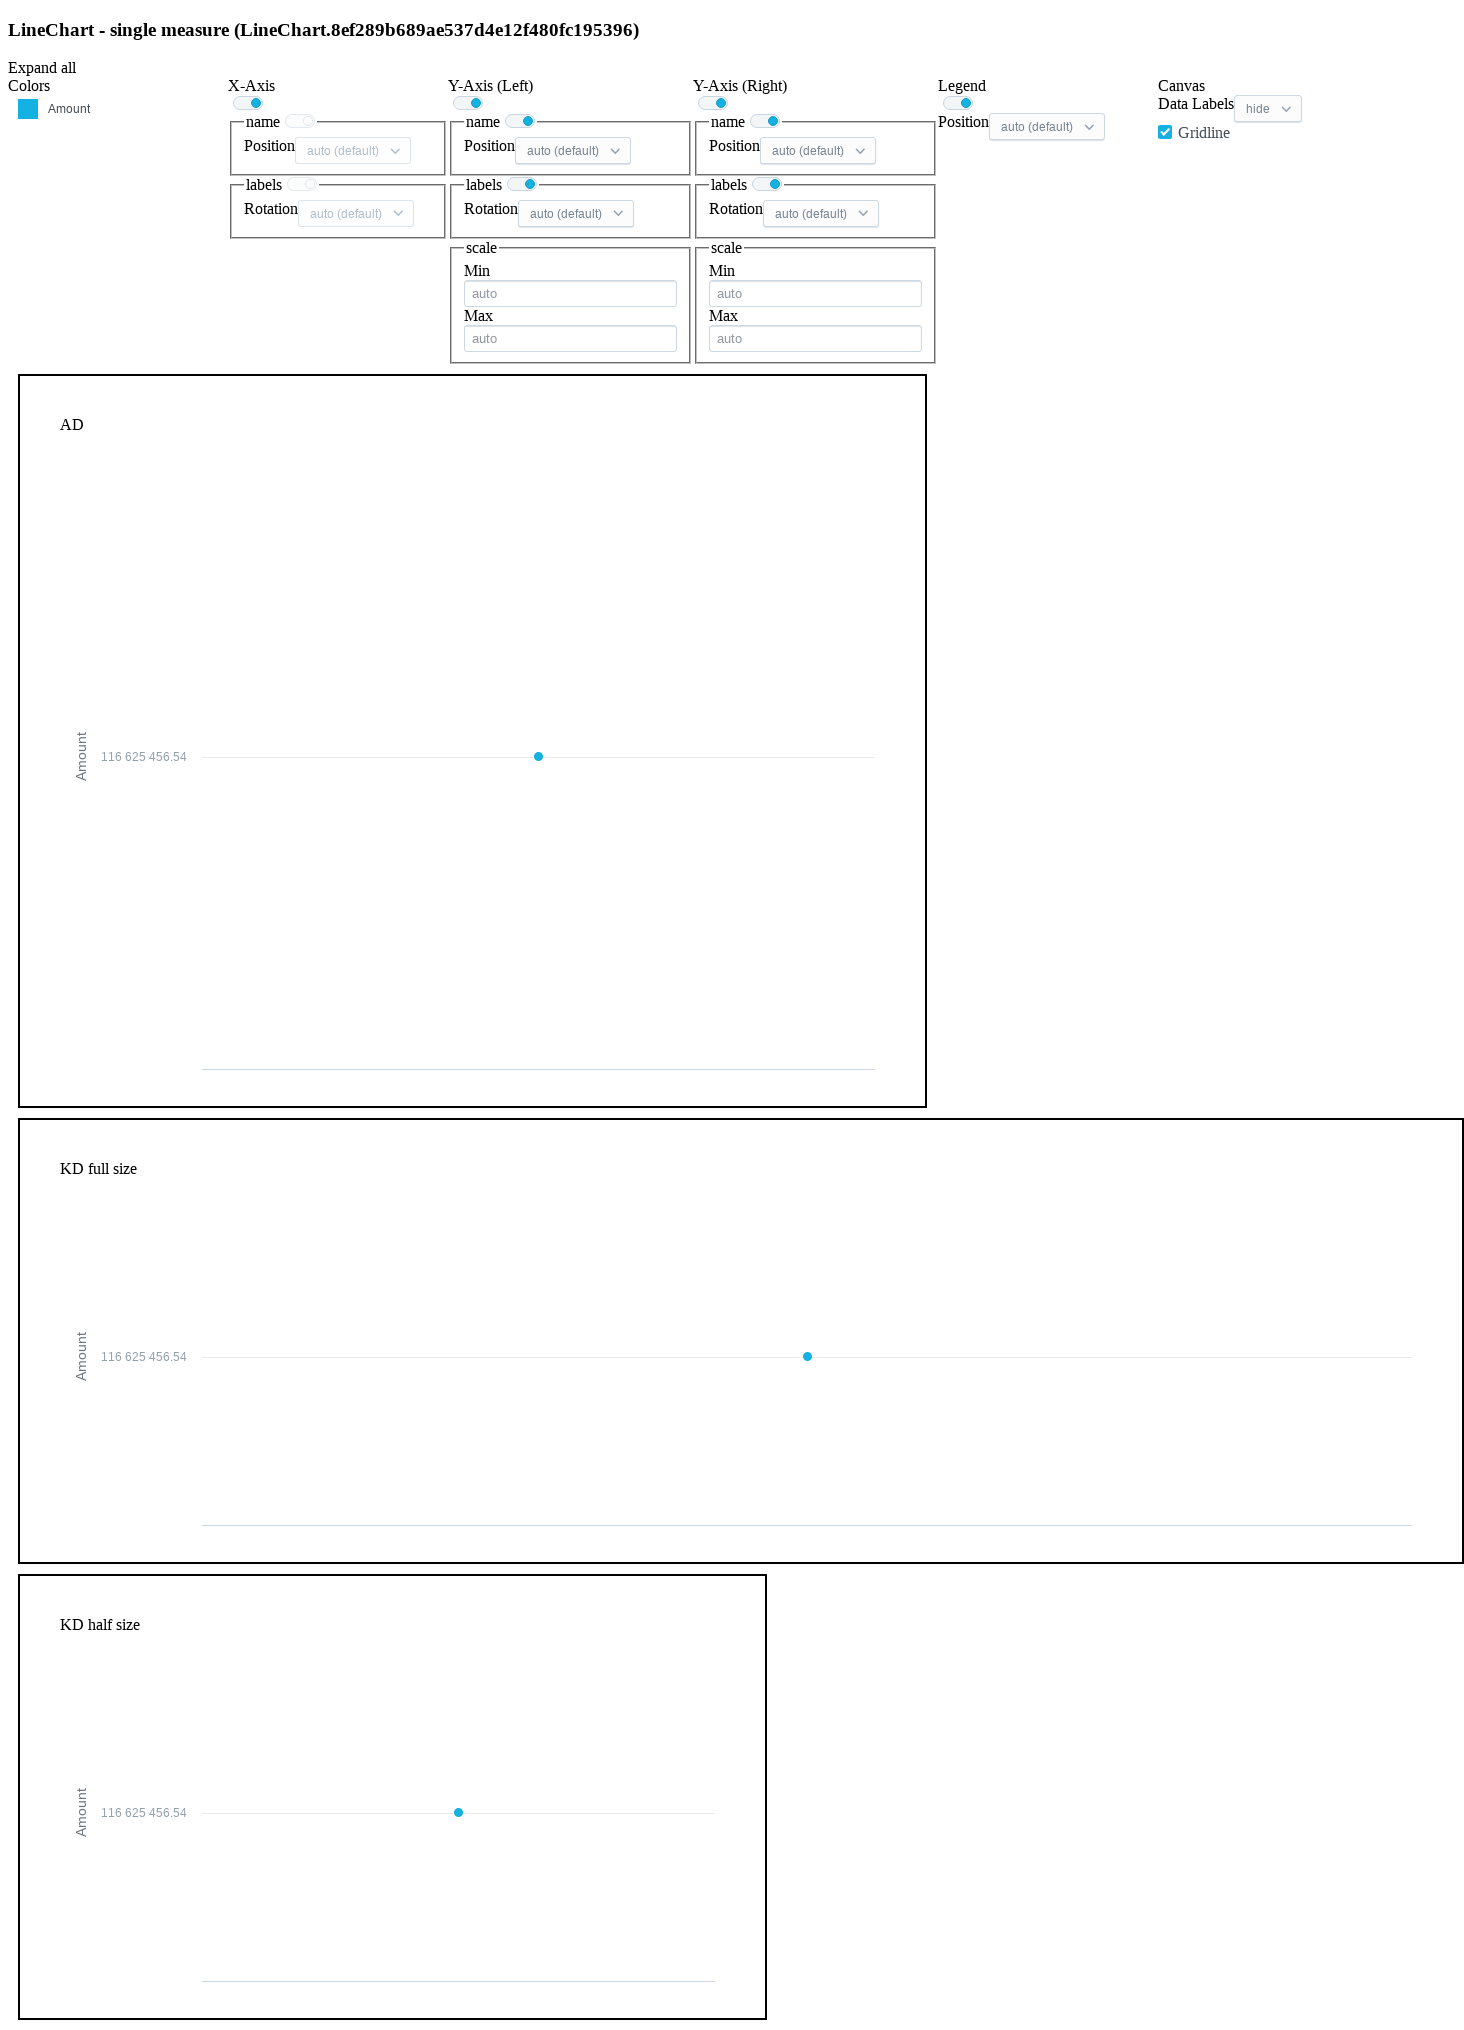 LineChart - single measure (LineChart.8ef289b689ae537d4e12f480fc195396)
Expand all
Colors
Amount
X-Axis
name
Position auto (default)
labels
Rotation auto (default)
Y-Axis (Left)
name
Position auto (default)
labels
Rotation auto (default)
scale
Min
auto
Max
auto
Y-Axis (Right)
name
Position auto (default)
labels
Rotation auto (default)
scale
Min
auto
Max
auto
Legend
Position auto (default)
Canvas
Data Labels hide
Gridline
AD
Amount
116 625 456.54
KD full size
Amount
116 625 456.54
KD half size
Amount
116 625 456.54